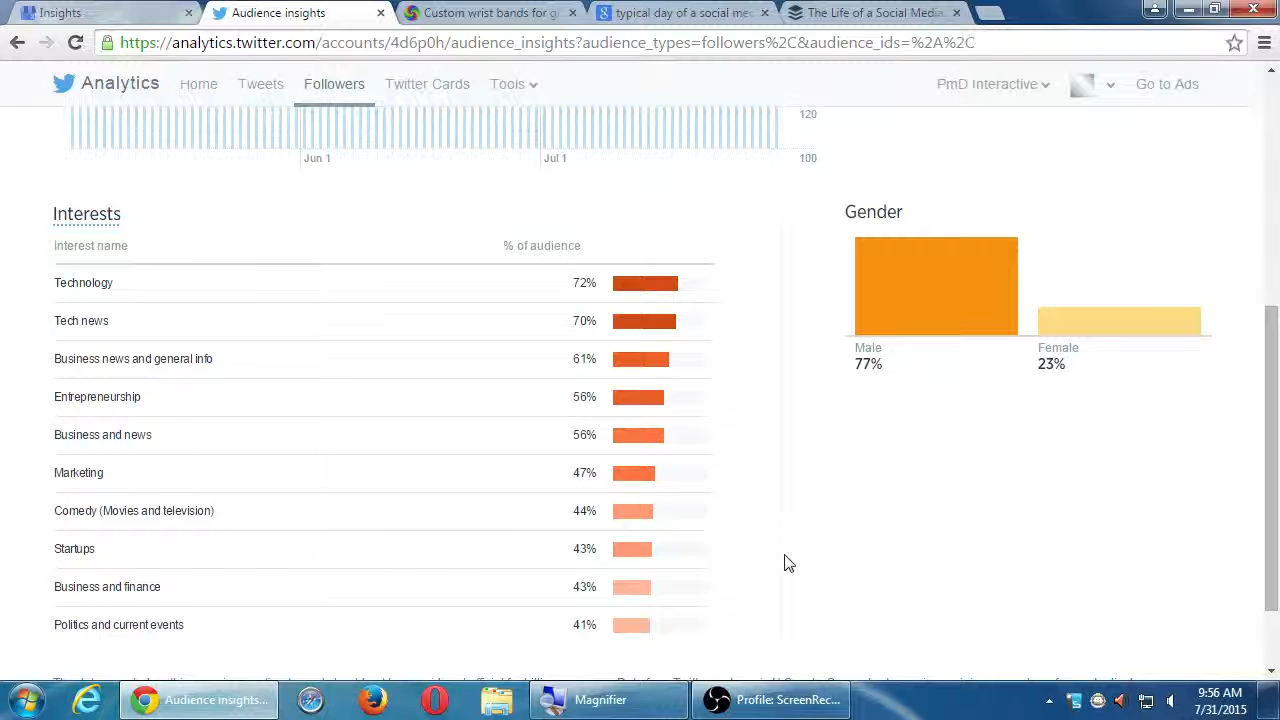 Insights
Audience insights
Custom wrist bands for
typical day of a social me
The Life of a Social Media
https://analytics.twitter.com/accounts/4d6p0h/audience_insights?audience_types=followers%2C&audience_ids=%2A%2C
Analytics Home Tweets Followers Twitter Cards Tools PmD Interactive Go to Ads
120
Jun 1 Jul 1 100
Interests
Interest name % of audience
Technology 72%
Tech news 70%
Business news and general info 61%
Entrepreneurship 56%
Business and news 56%
Marketing 47%
Comedy (Movies and television) 44%
Startups 43%
Business and finance 43%
Politics and current events 41%
Gender
Male Female
77% 23%
Audience insights...
Magnifier
Profile: ScreenRec...
9:56 AM
7/31/2015